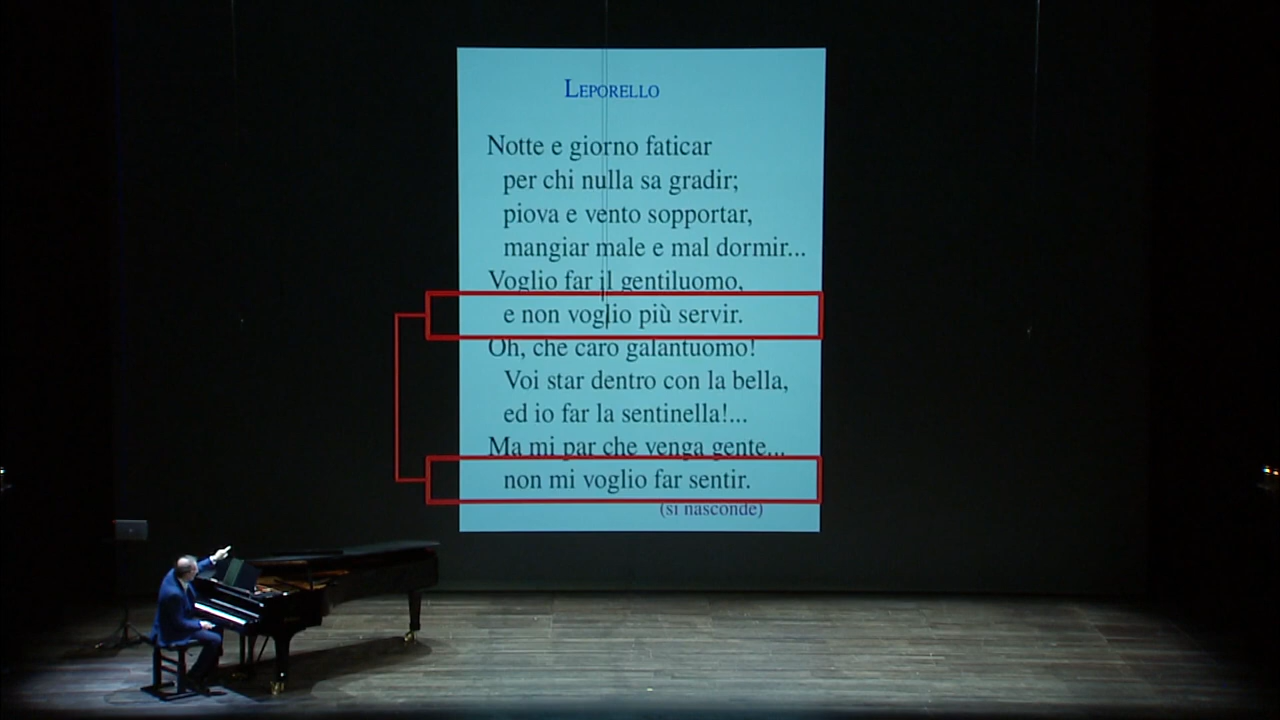 LEPORELLO
Notte e giorno faticar
per chi nulla sa gradir;
piova e vento sopportar,
mangiar male e mal dormir...
Voglio far il gentiluomo,
e non voglio più servir.
Oh, che caro galantuomo!
Voi star dentro con la bella,
ed io far la sentinella!...
Ma mi par che venga gente...
non mi voglio far sentir.
(si nasconde)